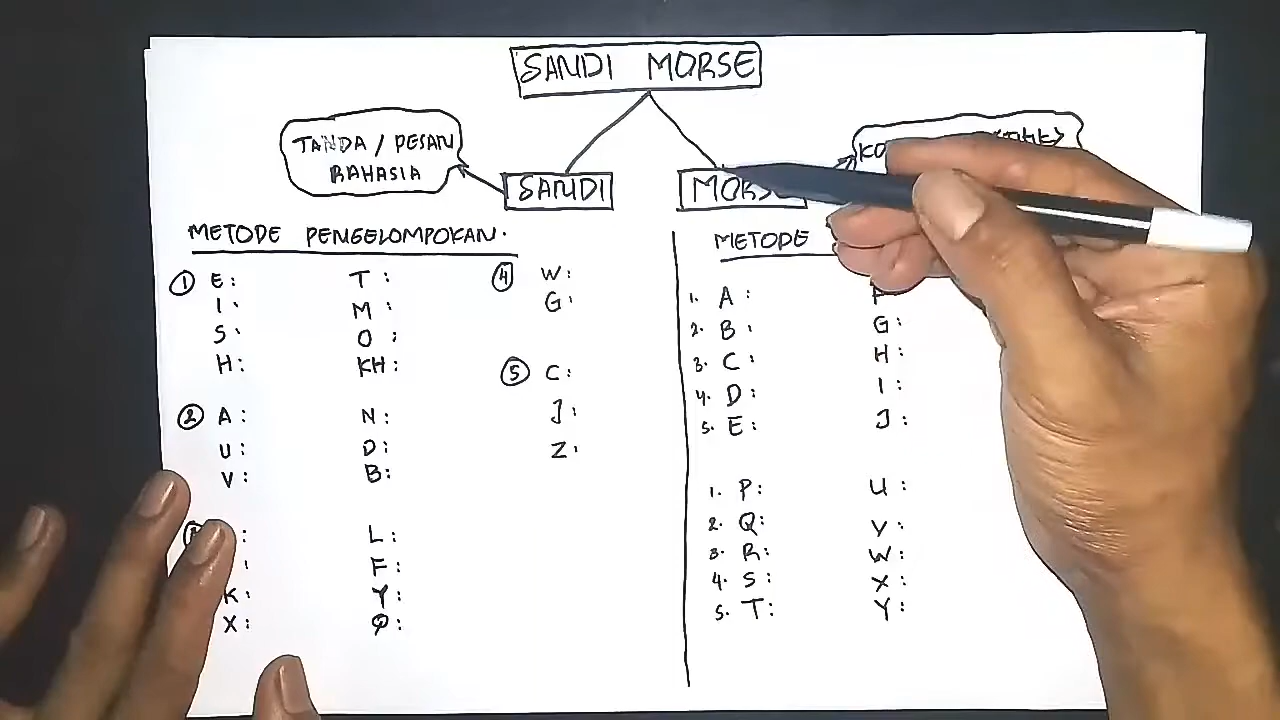 SANDI MORSE
TANDA / PESAN
RAHASIA
SANDI
MORSE
METODE PENGELOMPOKAN.
① E: T:
I: M:
S: O:
H: KH:
② A: N:
U: D:
V: B:
: L:
: F:
K: Y:
X: Q:
④ W:
G:
⑤ C:
J:
Z:
METODE
1. A:
2. B: G:
3. C: H:
4. D: I:
5. E: J:
1. P: U:
2. Q: V:
3. R: W:
4. S: X:
5. T: Y: